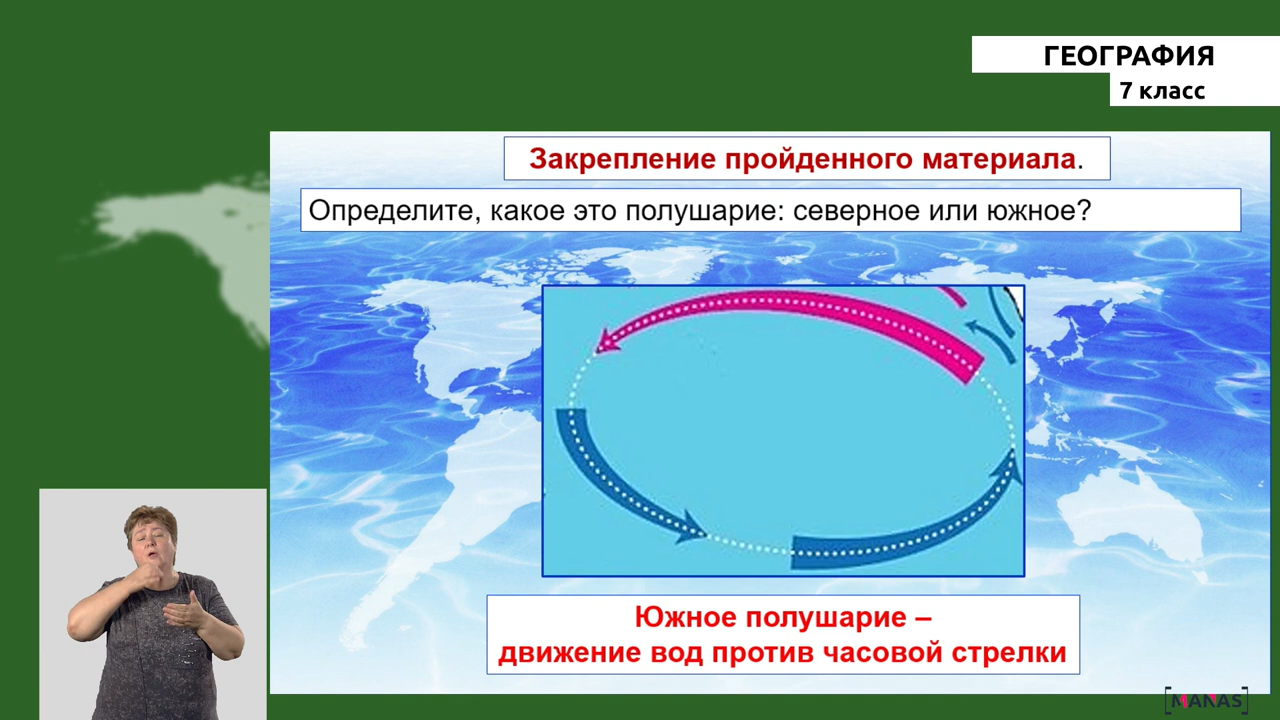 ГЕОГРАФИЯ
7 класс
Закрепление пройденного материала.
Определите, какое это полушарие: северное или южное?
Южное полушарие –
движение вод против часовой стрелки
[MANAS]